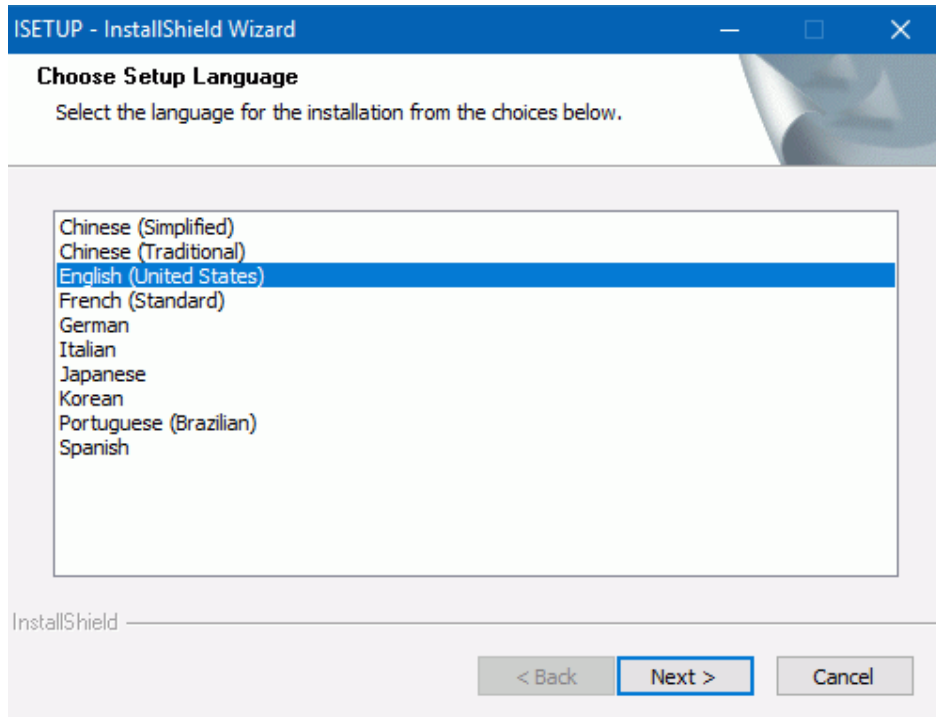 ISETUP - InstallShield Wizard
Choose Setup Language
Select the language for the installation from the choices below.
Chinese (Simplified)
Chinese (Traditional)
English (United States)
French (Standard)
German
Italian
Japanese
Korean
Portuguese (Brazilian)
Spanish
InstallShield
< Back
Next >
Cancel